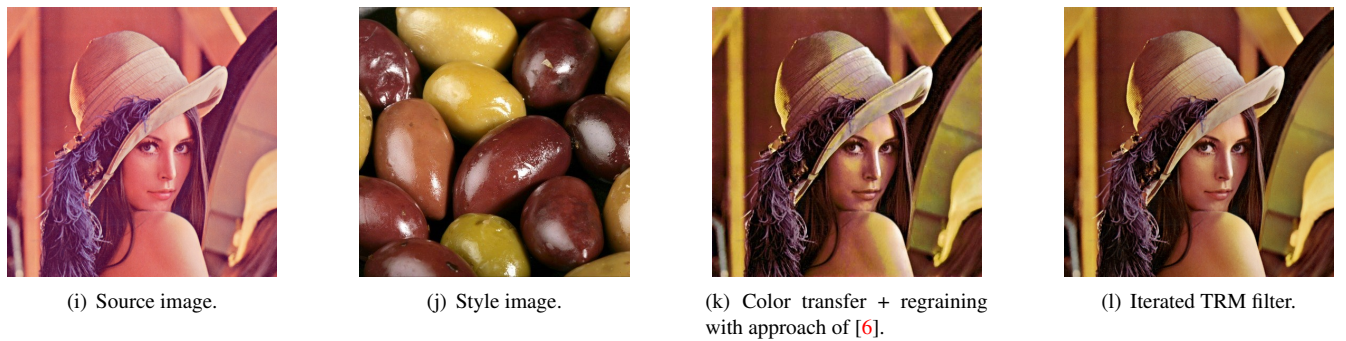 (i) Source image.
(j) Style image.
(k) Color transfer + regraining
with approach of [6].
(l) Iterated TRM filter.